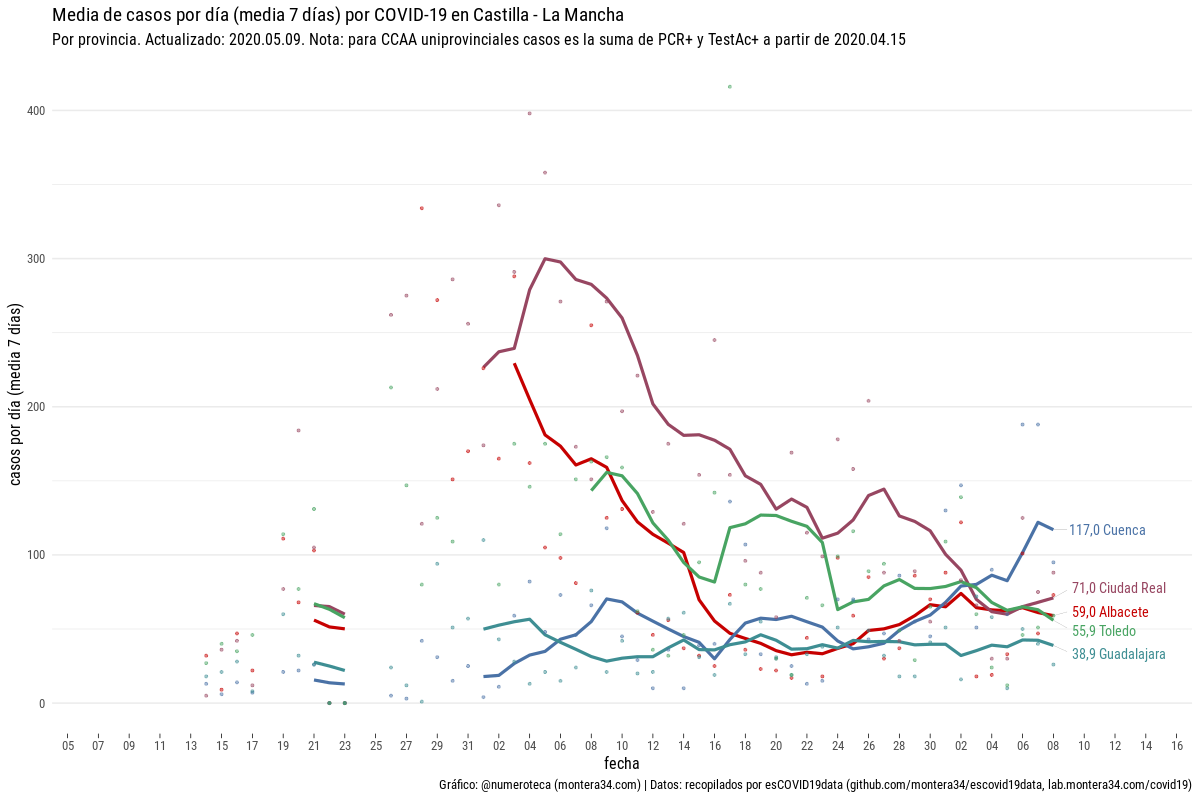 Media de casos por día (media 7 días) por COVID-19 en Castilla - La Mancha
Por provincia. Actualizado: 2020.05.09. Nota: para CCAA uniprovinciales casos es la suma de PCR+ y TestAc+ a partir de 2020.04.15
casos por día (media 7 días)
400
300
200
100
0
117,0 Cuenca
71,0 Ciudad Real
59,0 Albacete
55,9 Toledo
38,9 Guadalajara
05 07 09 11 13 15 17 19 21 23 25 27 29 31 02 04 06 08 10 12 14 16 18 20 22 24 26 28 30 02 04 06 08 10 12 14 16
fecha
Gráfico: @numeroteca (montera34.com) | Datos: recopilados por esCOVID19data (github.com/montera34/escovid19data, lab.montera34.com/covid19)